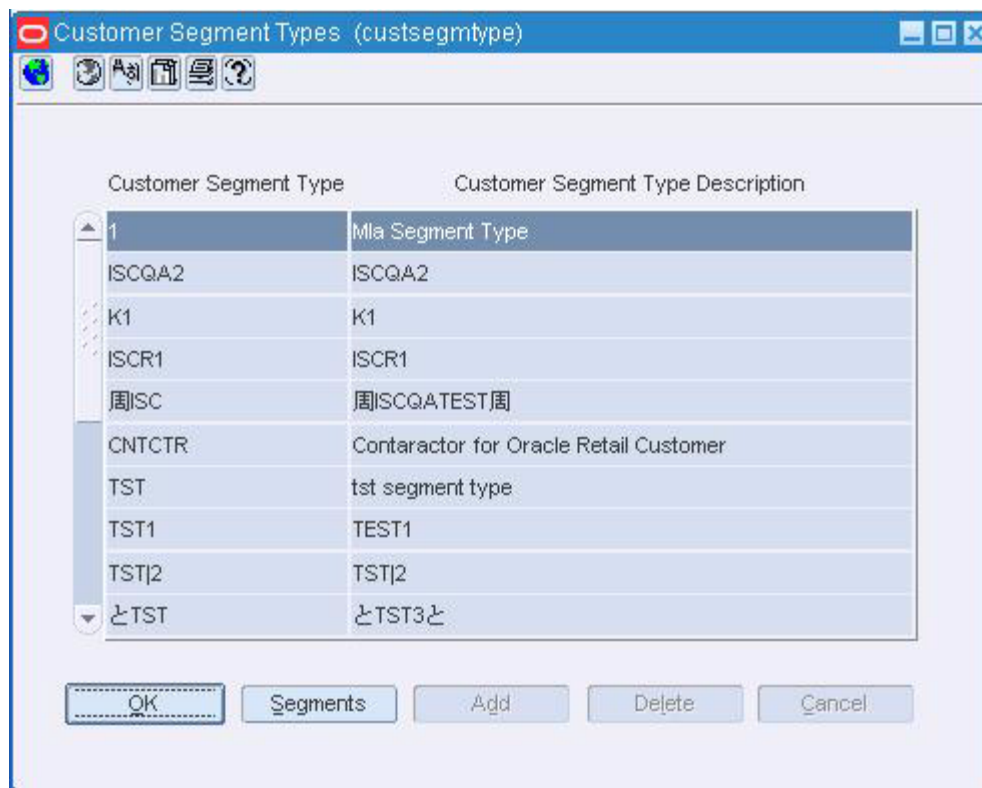 Customer Segment Types (custsegmtype)
Customer Segment Type Customer Segment Type Description
1 Mla Segment Type
ISCQA2 ISCQA2
K1 K1
ISCR1 ISCR1
周ISC 周ISCQATEST周
CNTCTR Contaractor for Oracle Retail Customer
TST tst segment type
TST1 TEST1
TST|2 TST|2
とTST とTST3と
OK Segments Add Delete Cancel